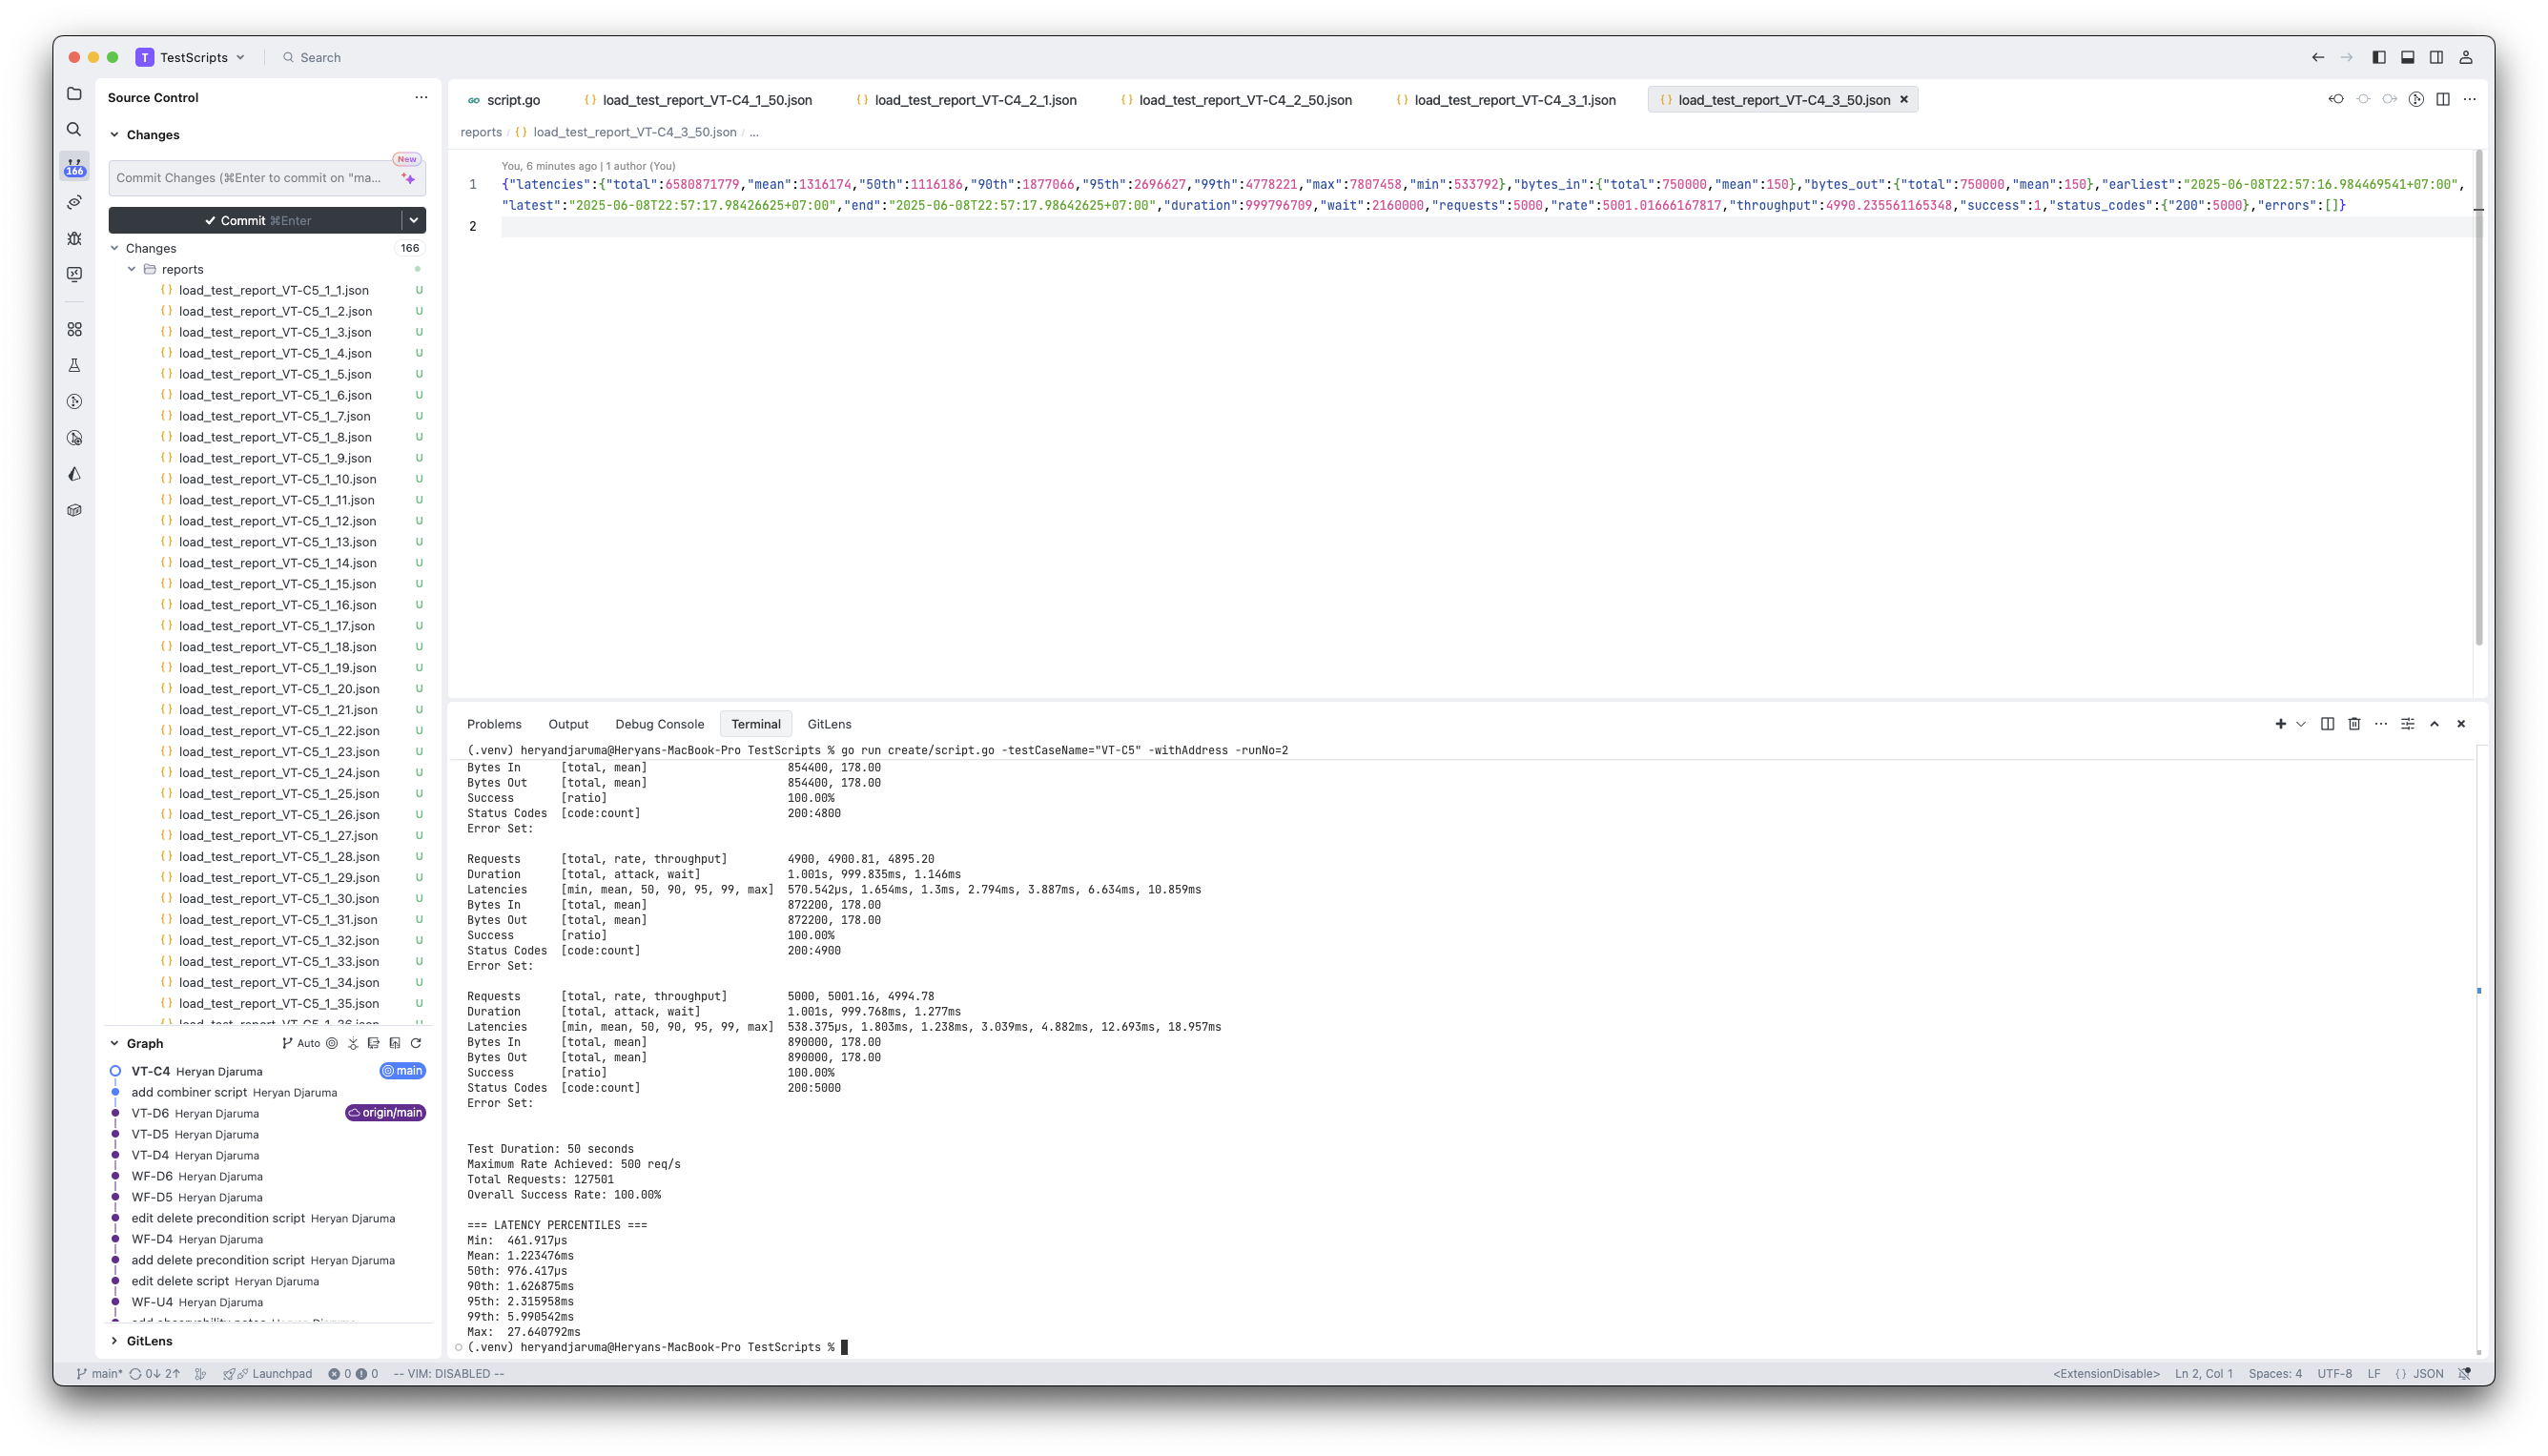 T TestScripts Search
Source Control
Changes
New
Commit Changes (⌘Enter to commit on "ma...
166
Commit ⌘Enter
Changes 166
reports
load_test_report_VT-C5_1_1.json U
load_test_report_VT-C5_1_2.json U
load_test_report_VT-C5_1_3.json U
load_test_report_VT-C5_1_4.json U
load_test_report_VT-C5_1_5.json U
load_test_report_VT-C5_1_6.json U
load_test_report_VT-C5_1_7.json U
load_test_report_VT-C5_1_8.json U
load_test_report_VT-C5_1_9.json U
load_test_report_VT-C5_1_10.json U
load_test_report_VT-C5_1_11.json U
load_test_report_VT-C5_1_12.json U
load_test_report_VT-C5_1_13.json U
load_test_report_VT-C5_1_14.json U
load_test_report_VT-C5_1_15.json U
load_test_report_VT-C5_1_16.json U
load_test_report_VT-C5_1_17.json U
load_test_report_VT-C5_1_18.json U
load_test_report_VT-C5_1_19.json U
load_test_report_VT-C5_1_20.json U
load_test_report_VT-C5_1_21.json U
load_test_report_VT-C5_1_22.json U
load_test_report_VT-C5_1_23.json U
load_test_report_VT-C5_1_24.json U
load_test_report_VT-C5_1_25.json U
load_test_report_VT-C5_1_26.json U
load_test_report_VT-C5_1_27.json U
load_test_report_VT-C5_1_28.json U
load_test_report_VT-C5_1_29.json U
load_test_report_VT-C5_1_30.json U
load_test_report_VT-C5_1_31.json U
load_test_report_VT-C5_1_32.json U
load_test_report_VT-C5_1_33.json U
load_test_report_VT-C5_1_34.json U
load_test_report_VT-C5_1_35.json U
Graph Auto
VT-C4 Heryan Djaruma main
add combiner script Heryan Djaruma
VT-D6 Heryan Djaruma origin/main
VT-D5 Heryan Djaruma
VT-D4 Heryan Djaruma
WF-D6 Heryan Djaruma
WF-D5 Heryan Djaruma
edit delete precondition script Heryan Djaruma
WF-D4 Heryan Djaruma
add delete precondition script Heryan Djaruma
edit delete script Heryan Djaruma
WF-U4 Heryan Djaruma
GitLens
GO script.go {} load_test_report_VT-C4_1_50.json {} load_test_report_VT-C4_2_1.json {} load_test_report_VT-C4_2_50.json {} load_test_report_VT-C4_3_1.json {} load_test_report_VT-C4_3_50.json
reports / {} load_test_report_VT-C4_3_50.json / ...
You, 6 minutes ago | 1 author (You)
1 {"latencies":{"total":6580871779,"mean":1316174,"50th":1116186,"90th":1877066,"95th":2696627,"99th":4778221,"max":7807458,"min":533792},"bytes_in":{"total":750000,"mean":150},"bytes_out":{"total":750000,"mean":150},"earliest":"2025-06-08T22:57:16.984469541+07:00",
"latest":"2025-06-08T22:57:17.98426625+07:00","end":"2025-06-08T22:57:17.98642625+07:00","duration":999796709,"wait":2160000,"requests":5000,"rate":5001.01666167817,"throughput":4990.235561165348,"success":1,"status_codes":{"200":5000},"errors":[]}
2
Problems Output Debug Console Terminal GitLens
(.venv) heryandjaruma@Heryans-MacBook-Pro TestScripts % go run create/script.go -testCaseName="VT-C5" -withAddress -runNo=2
Bytes In [total, mean] 854400, 178.00
Bytes Out [total, mean] 854400, 178.00
Success [ratio] 100.00%
Status Codes [code:count] 200:4800
Error Set:
Requests [total, rate, throughput] 4900, 4900.81, 4895.20
Duration [total, attack, wait] 1.001s, 999.835ms, 1.146ms
Latencies [min, mean, 50, 90, 95, 99, max] 570.542µs, 1.654ms, 1.3ms, 2.794ms, 3.887ms, 6.634ms, 10.859ms
Bytes In [total, mean] 872200, 178.00
Bytes Out [total, mean] 872200, 178.00
Success [ratio] 100.00%
Status Codes [code:count] 200:4900
Error Set:
Requests [total, rate, throughput] 5000, 5001.16, 4994.78
Duration [total, attack, wait] 1.001s, 999.768ms, 1.277ms
Latencies [min, mean, 50, 90, 95, 99, max] 538.375µs, 1.803ms, 1.238ms, 3.039ms, 4.882ms, 12.693ms, 18.957ms
Bytes In [total, mean] 890000, 178.00
Bytes Out [total, mean] 890000, 178.00
Success [ratio] 100.00%
Status Codes [code:count] 200:5000
Error Set:
Test Duration: 50 seconds
Maximum Rate Achieved: 500 req/s
Total Requests: 127501
Overall Success Rate: 100.00%
=== LATENCY PERCENTILES ===
Min: 461.917µs
Mean: 1.223476ms
50th: 976.417µs
90th: 1.626875ms
95th: 2.315958ms
99th: 5.990542ms
Max: 27.640792ms
(.venv) heryandjaruma@Heryans-MacBook-Pro TestScripts %
main* 0↓ 2↑ Launchpad 0 0 -- VIM: DISABLED -- <ExtensionDisable> Ln 2, Col 1 Spaces: 4 UTF-8 LF {} JSON